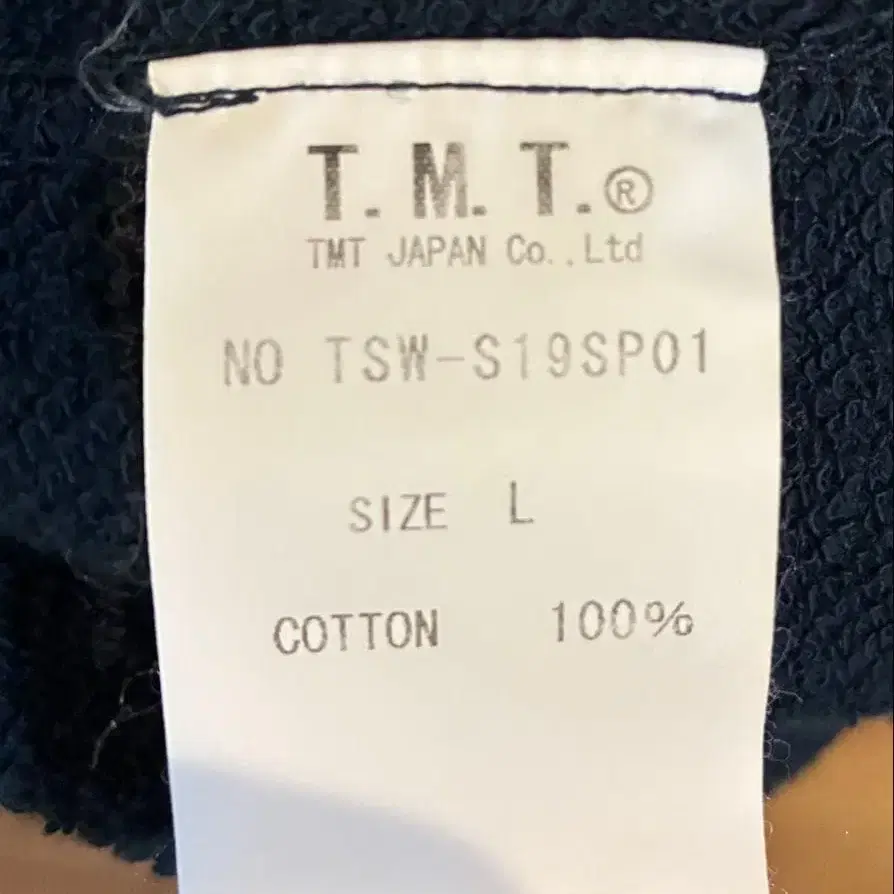 T.M.T.®
TMT JAPAN Co.,Ltd
NO TSW-S19SP01
SIZE L
COTTON 100%